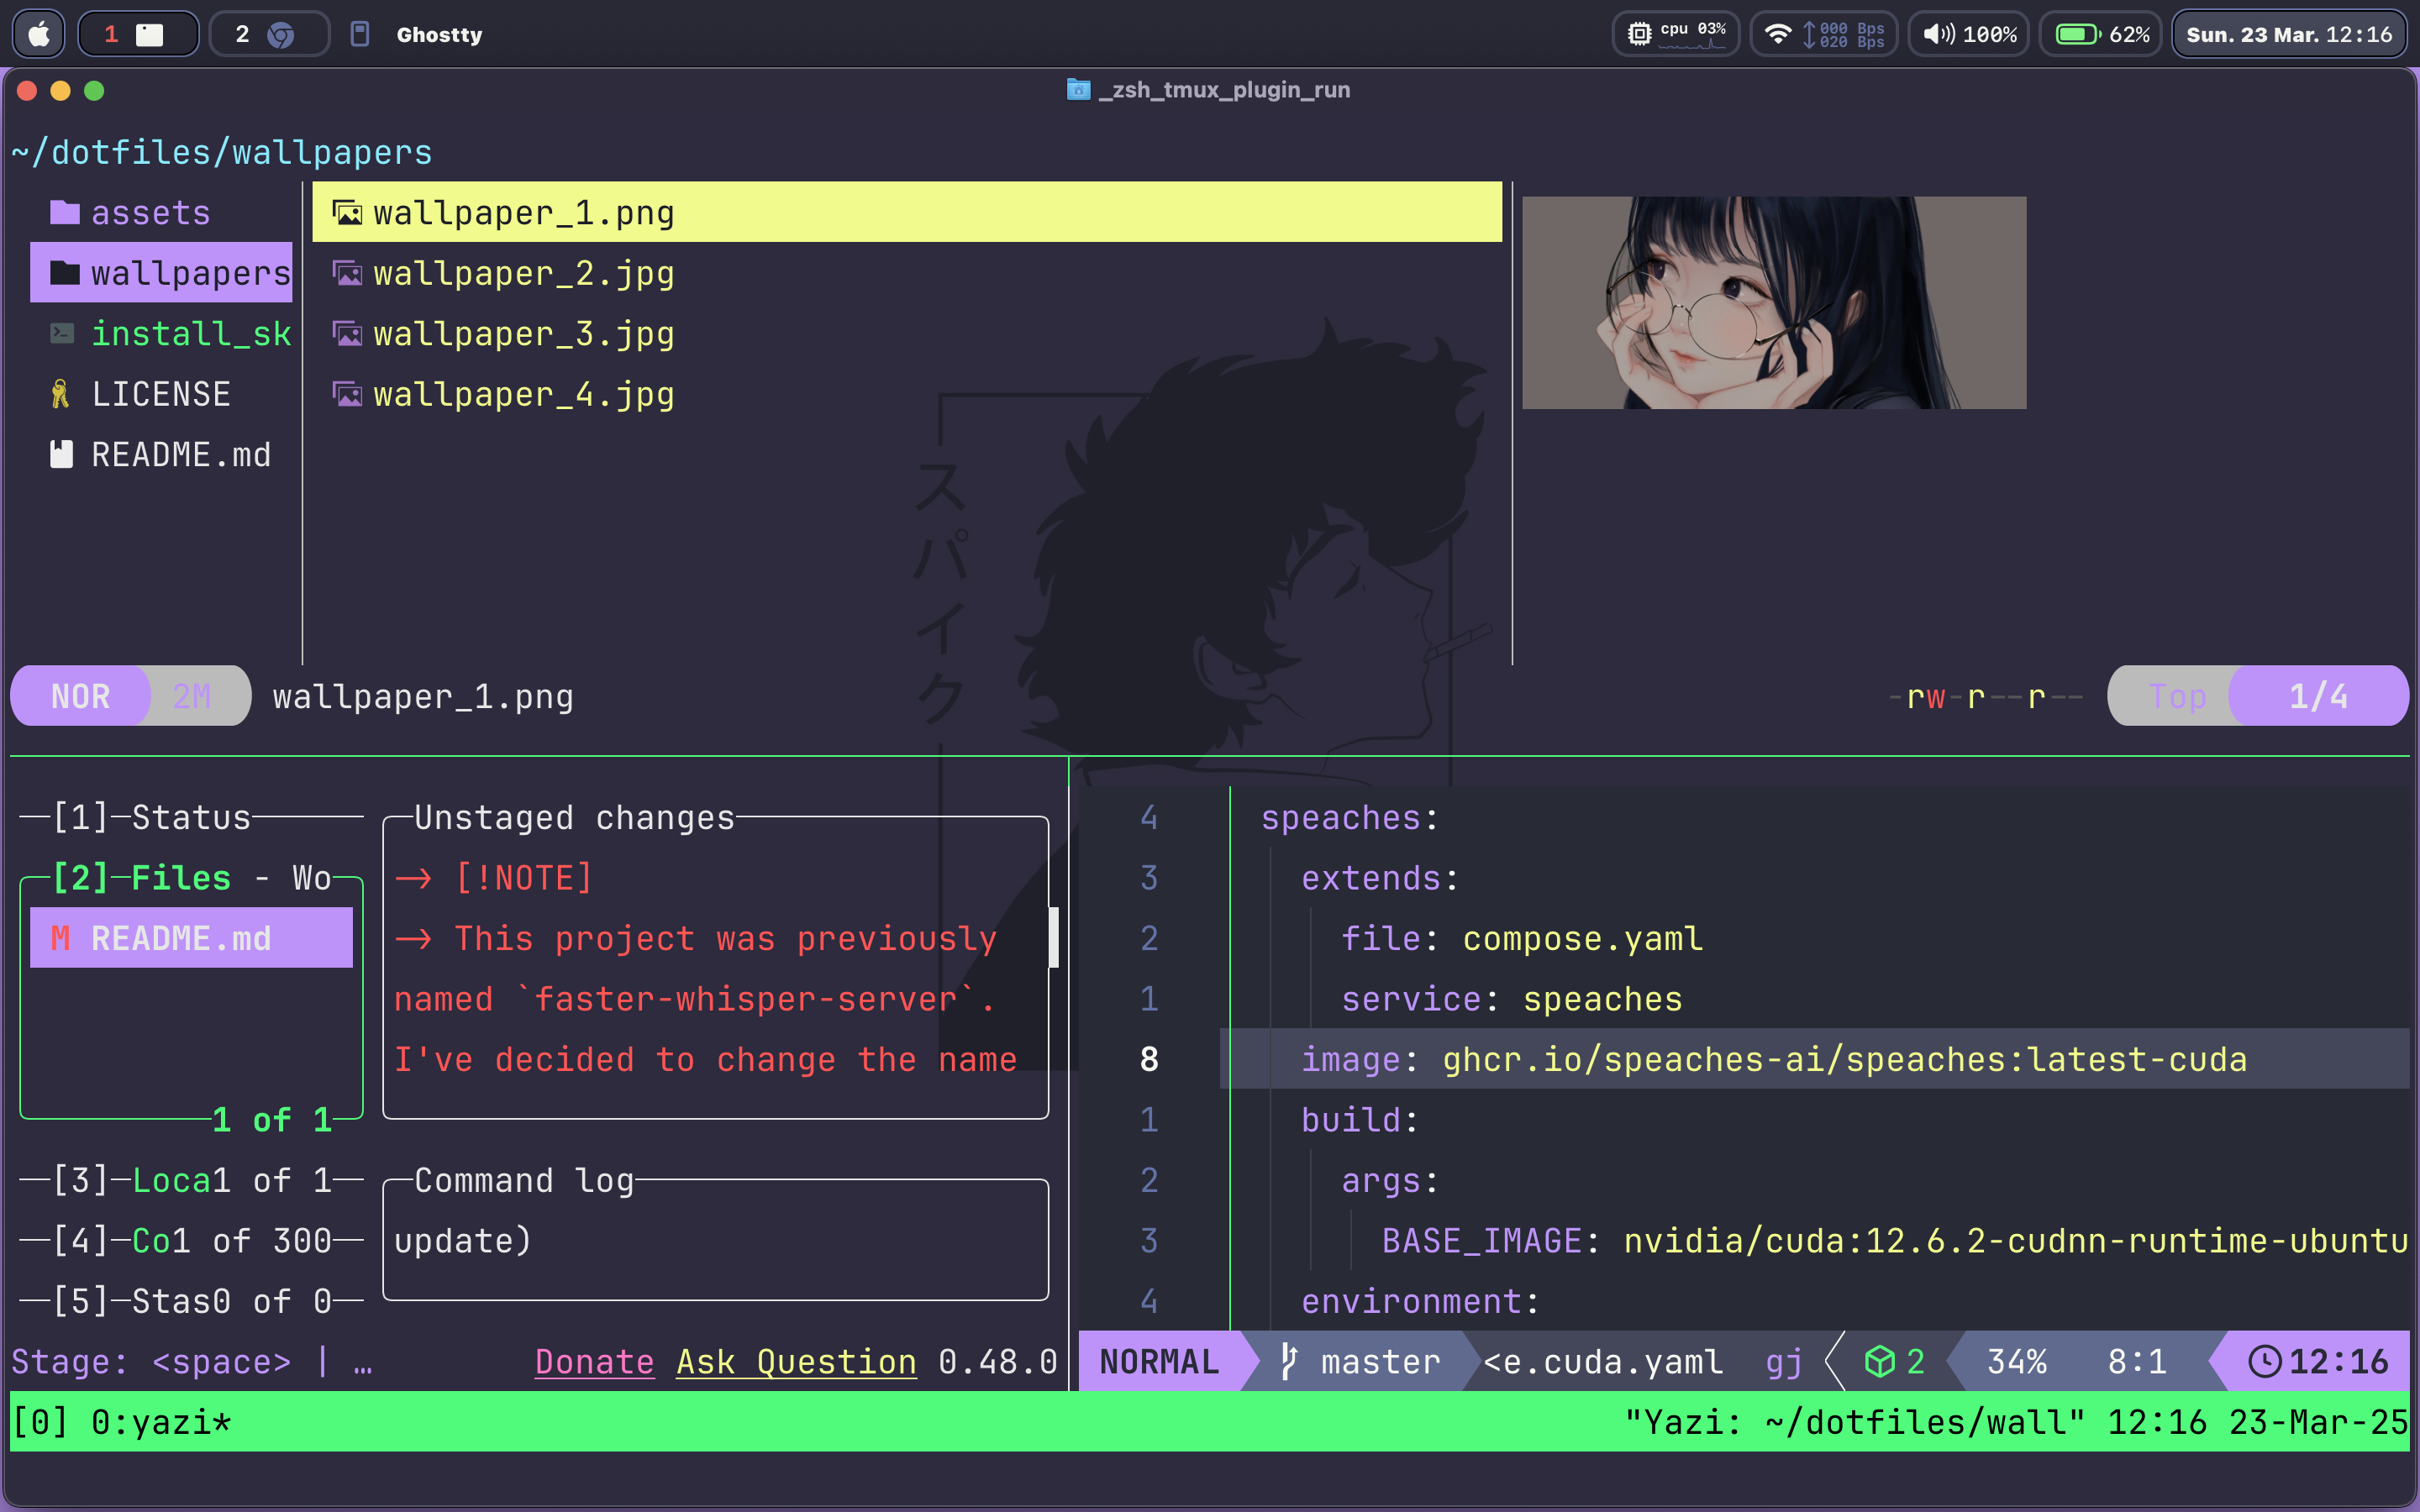 1 2 Ghostty cpu 03% 000 Bps 020 Bps 100% 62% Sun. 23 Mar. 12:16
_zsh_tmux_plugin_run
~/dotfiles/wallpapers
assets
wallpapers
install_sk
LICENSE
README.md
wallpaper_1.png
wallpaper_2.jpg
wallpaper_3.jpg
wallpaper_4.jpg
スパイク
NOR 2M wallpaper_1.png -rw-r--r-- Top 1/4
[1]─Status
[2]─Files - Wo
M README.md
1 of 1
[3]─Loca1 of 1
[4]─Co1 of 300
[5]─Stas0 of 0
Unstaged changes
-> [!NOTE]
-> This project was previously
named `faster-whisper-server`.
I've decided to change the name
Command log
update)
Stage: <space> | … Donate Ask Question 0.48.0
4 speaches:
3 extends:
2 file: compose.yaml
1 service: speaches
8 image: ghcr.io/speaches-ai/speaches:latest-cuda
1 build:
2 args:
3 BASE_IMAGE: nvidia/cuda:12.6.2-cudnn-runtime-ubuntu
4 environment:
NORMAL master <e.cuda.yaml gj 2 34% 8:1 12:16
[0] 0:yazi* "Yazi: ~/dotfiles/wall" 12:16 23-Mar-25